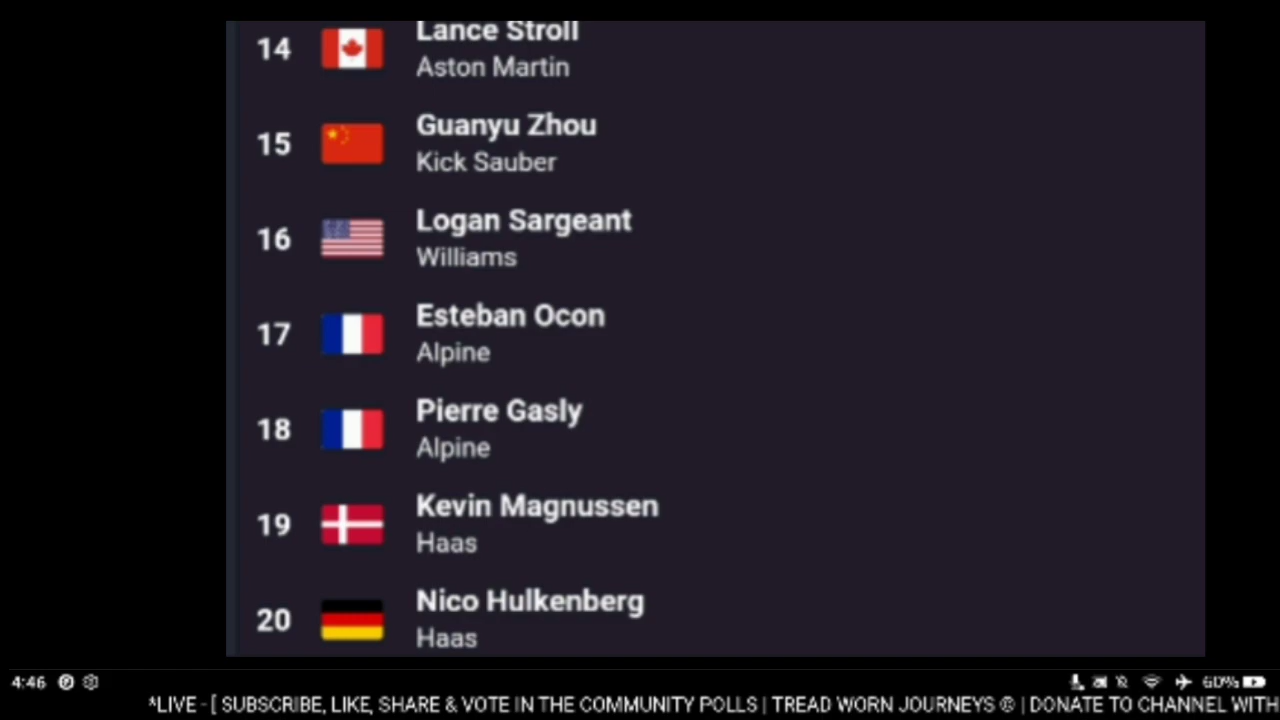 14
Lance Stroll
Aston Martin
15
Guanyu Zhou
Kick Sauber
16
Logan Sargeant
Williams
17
Esteban Ocon
Alpine
18
Pierre Gasly
Alpine
19
Kevin Magnussen
Haas
20
Nico Hulkenberg
Haas
4:46
60%
*LIVE - [ SUBSCRIBE, LIKE, SHARE & VOTE IN THE COMMUNITY POLLS | TREAD WORN JOURNEYS © | DONATE TO CHANNEL WITH